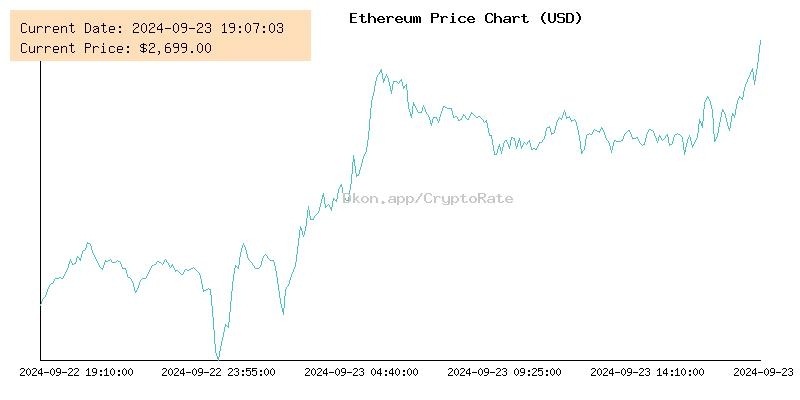 Ethereum Price Chart (USD)
Current Date: 2024-09-23 19:07:03
Current Price: $2,699.00
Dkon.app/CryptoRate
2024-09-22 19:10:00 2024-09-22 23:55:00 2024-09-23 04:40:00 2024-09-23 09:25:00 2024-09-23 14:10:00 2024-09-23